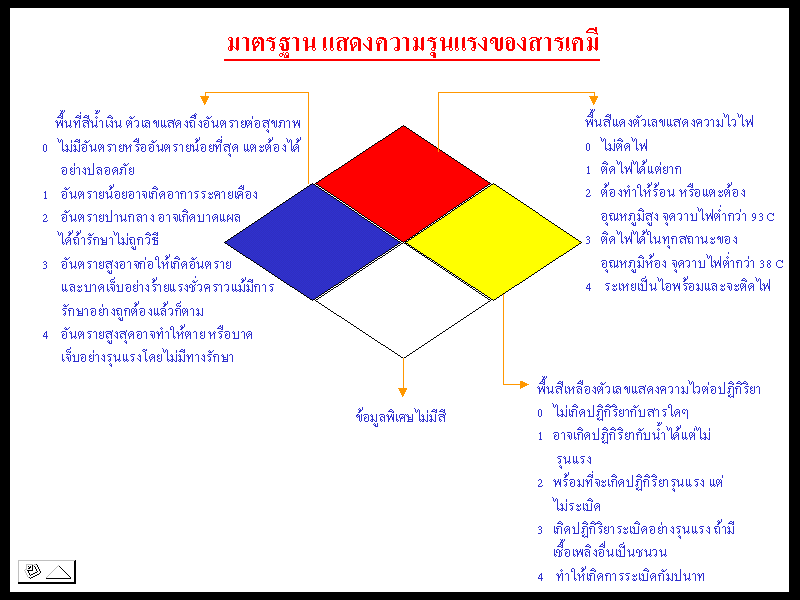 มาตรฐาน แสดงความรุนแรงของสารเคมี
พื้นที่สีน้ำเงิน ตัวเลขแสดงถึงอันตรายต่อสุขภาพ
0 ไม่มีอันตรายหรืออันตรายน้อยที่สุด แตะต้องได้
อย่างปลอดภัย
1 อันตรายน้อยอาจเกิดอาการระคายเคือง
2 อันตรายปานกลาง อาจเกิดบาดแผล
ได้ถ้ารักษาไม่ถูกวิธี
3 อันตรายสูงอาจก่อให้เกิดอันตราย
และบาดเจ็บอย่างร้ายแรงชั่วคราวแม้มีการ
รักษาอย่างถูกต้องแล้วก็ตาม
4 อันตรายสูงสุดอาจทำให้ตาย หรือบาด
เจ็บอย่างรุนแรงโดยไม่มีทางรักษา
พื้นสีแดงตัวเลขแสดงความไวไฟ
0 ไม่ติดไฟ
1 ติดไฟได้แต่ยาก
2 ต้องทำให้ร้อน หรือแตะต้อง
อุณหภูมิสูง จุดวาบไฟต่ำกว่า 93 C
3 ติดไฟได้ในทุกสถานะของ
อุณหภูมิห้อง จุดวาบไฟต่ำกว่า 38 C
4 ระเหยเป็นไอพร้อมและจะติดไฟ
ข้อมูลพิเศษไม่มีสี
พื้นสีเหลืองตัวเลขแสดงความไวต่อปฏิกิริยา
0 ไม่เกิดปฏิกิริยากับสารใดๆ
1 อาจเกิดปฏิกิริยากับน้ำได้แต่ไม่
รุนแรง
2 พร้อมที่จะเกิดปฏิกิริยารุนแรง แต่
ไม่ระเบิด
3 เกิดปฏิกิริยาระเบิดอย่างรุนแรง ถ้ามี
เชื้อเพลิงอื่นเป็นชนวน
4 ทำให้เกิดการระเบิดกัมปนาท